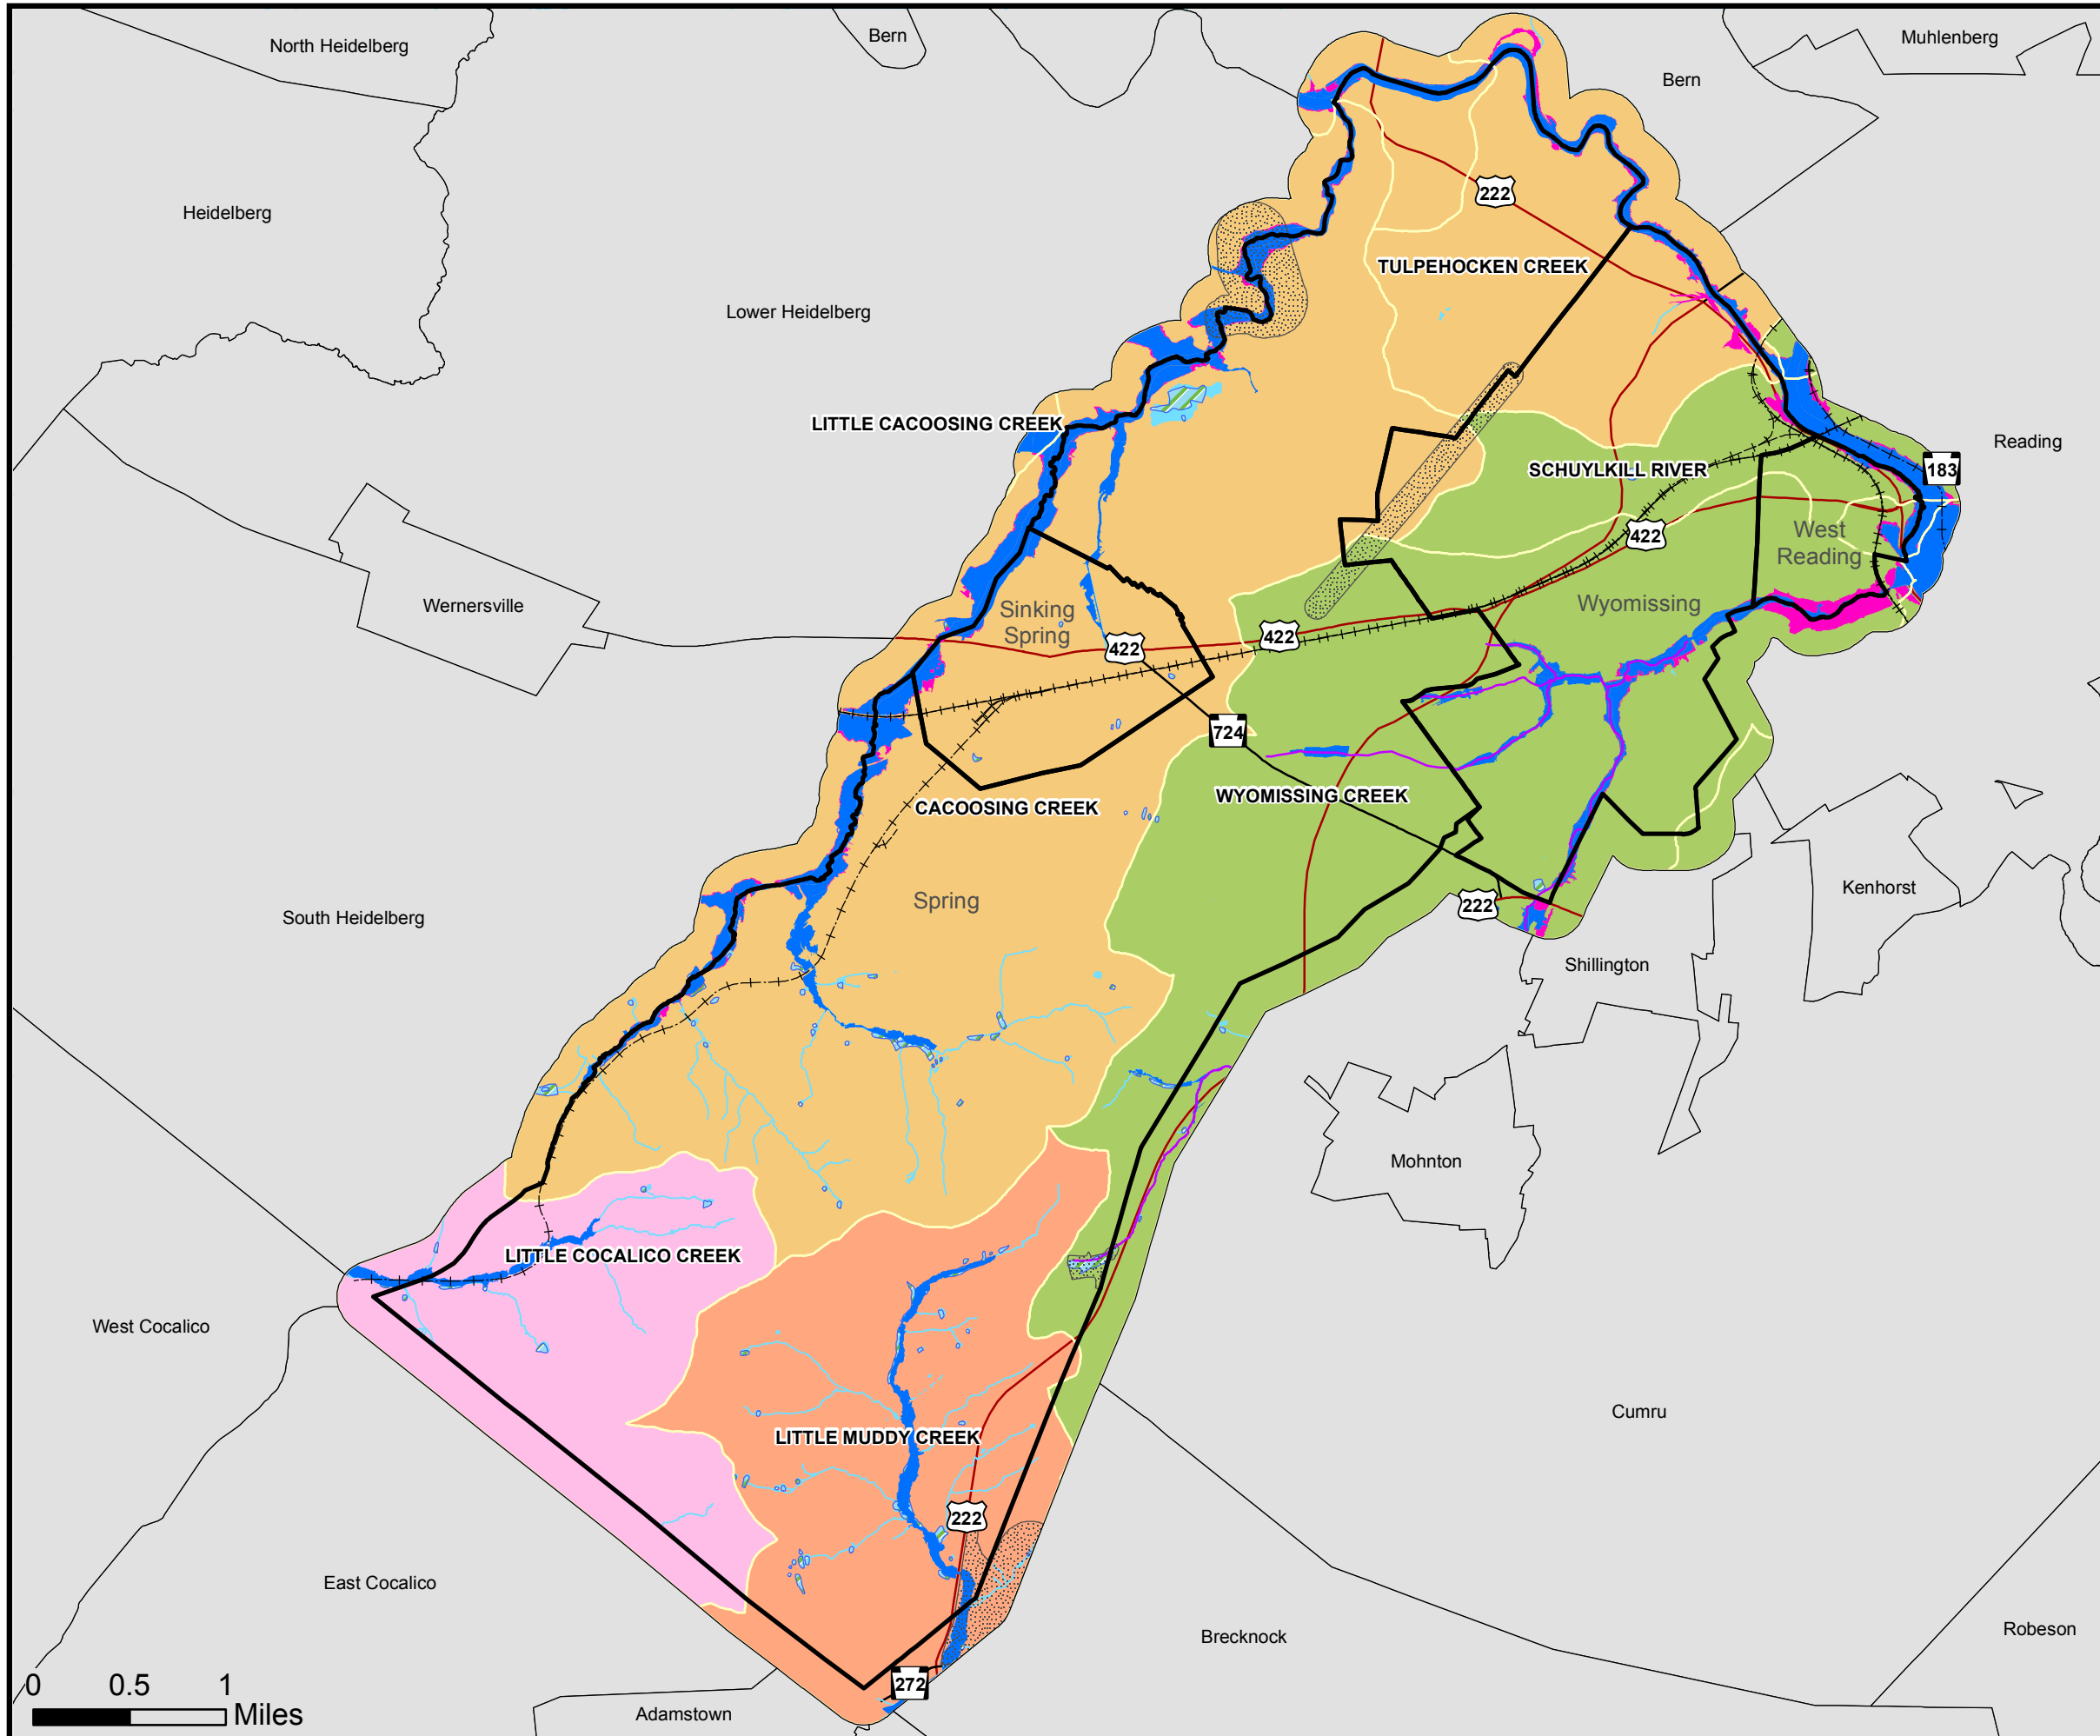 North Heidelberg
Bern
Muhlenberg
Bern
Heidelberg
222
TULPEHOCKEN CREEK
Lower Heidelberg
LITTLE CACOOSING CREEK
Reading
SCHUYLKILL RIVER
183
422
West
Reading
Wernersville
Sinking
Spring
Wyomissing
422
422
724
WYOMISSING CREEK
CACOOSING CREEK
Kenhorst
Spring
222
South Heidelberg
Shillington
Mohnton
LITTLE COCALICO CREEK
West Cocalico
Cumru
LITTLE MUDDY CREEK
222
East Cocalico
Robeson
Brecknock
272
Adamstown
0 0.5 1
Miles